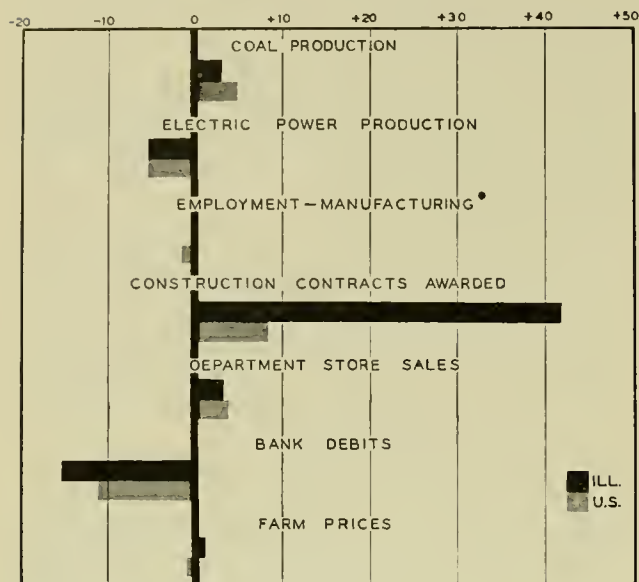 -20 -10 0 +10 +20 +30 +40 +50
COAL PRODUCTION
ELECTRIC POWER PRODUCTION
EMPLOYMENT—MANUFACTURING•
CONSTRUCTION CONTRACTS AWARDED
DEPARTMENT STORE SALES
BANK DEBITS
ILL.
U.S.
FARM PRICES